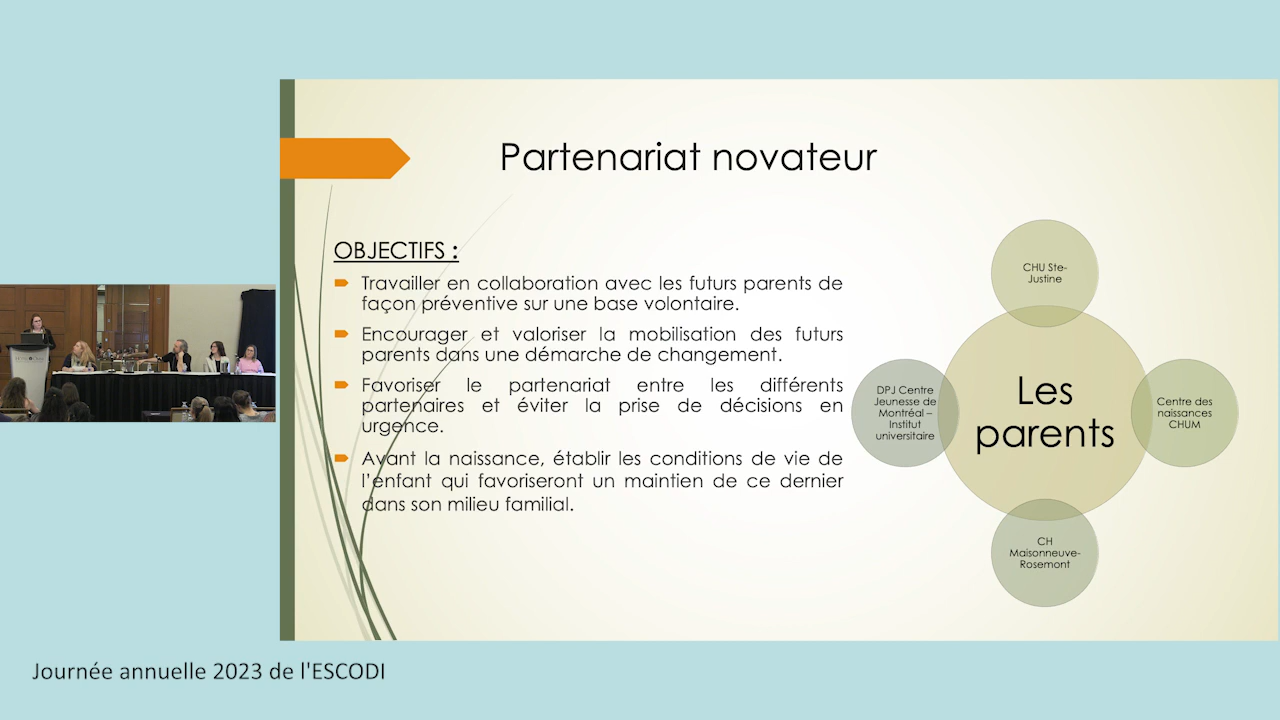 Partenariat novateur
OBJECTIFS :
Travailler en collaboration avec les futurs parents de
façon préventive sur une base volontaire.
Encourager et valoriser la mobilisation des futurs
parents dans une démarche de changement.
Favoriser le partenariat entre les différents
partenaires et éviter la prise de décisions en
urgence.
Avant la naissance, établir les conditions de vie de
l'enfant qui favoriseront un maintien de ce dernier
dans son milieu familial.
CHU Ste-
Justine
DPJ Centre
Jeunesse de
Montréal –
Institut
universitaire
Les
parents
Centre des
naissances
CHUM
CH
Maisonneuve-
Rosemont
Journée annuelle 2023 de l'ESCODI